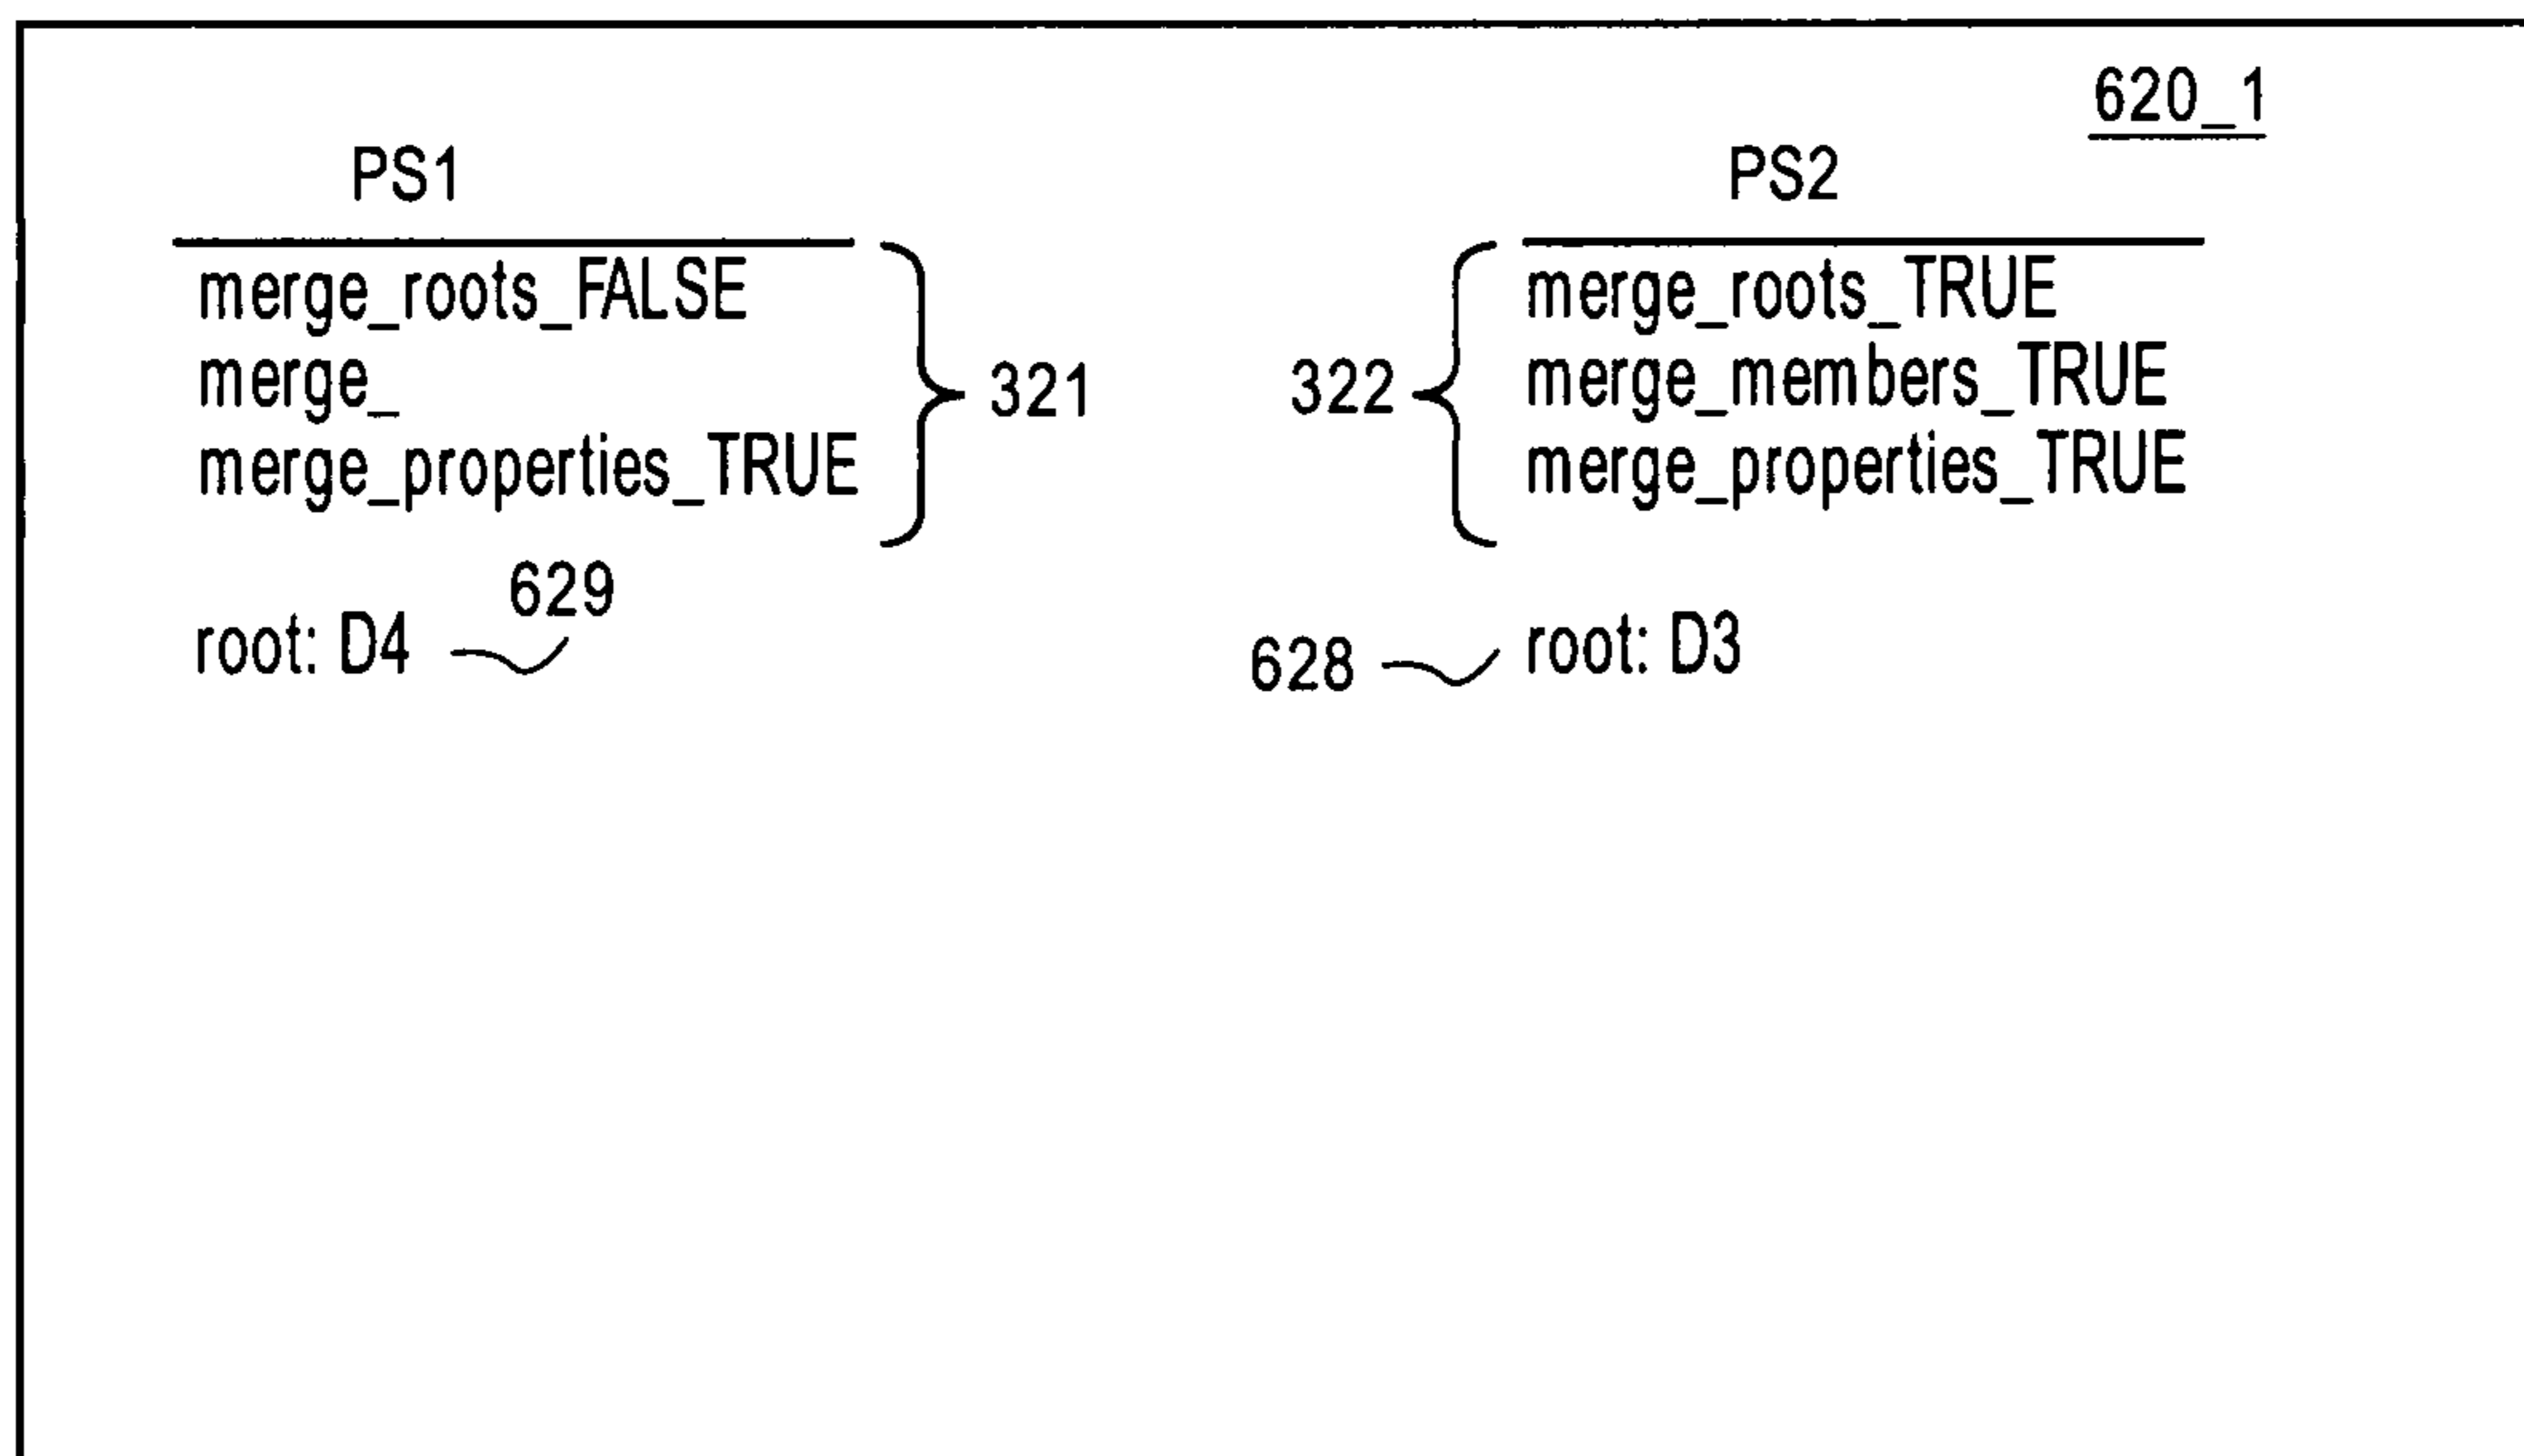 620_1
PS1
merge_roots_FALSE
merge_
merge_properties_TRUE
321
root: D4
629
PS2
merge_roots_TRUE
merge_members_TRUE
merge_properties_TRUE
322
628
root: D3